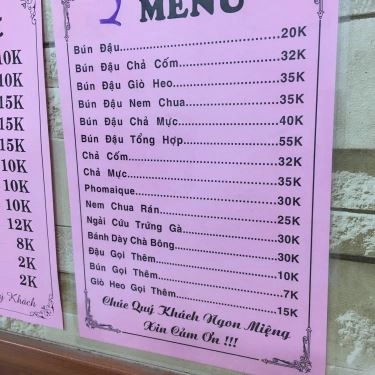 2 MENU
Bún Đậu 20K
Bún Đậu Chả Cốm 32K
Bún Đậu Giò Heo 35K
Bún Đậu Nem Chua 35K
Bún Đậu Chả Mực 40K
Bún Đậu Tổng Hợp 55K
Chả Cốm 32K
Chả Mực 35K
Phomaique 30K
Nem Chua Rán 25K
Ngải Cứu Trứng Gà 30K
Bánh Dày Chà Bông 30K
Đậu Gọi Thêm 10K
Bún Gọi Thêm 7K
Giò Heo Gọi Thêm 15K
Chúc Quý Khách Ngon Miệng
Xin Cảm Ơn !!!
10K
10K
15K
15K
15K
10K
10K
10K
12K
8K
2K
2K
Khách